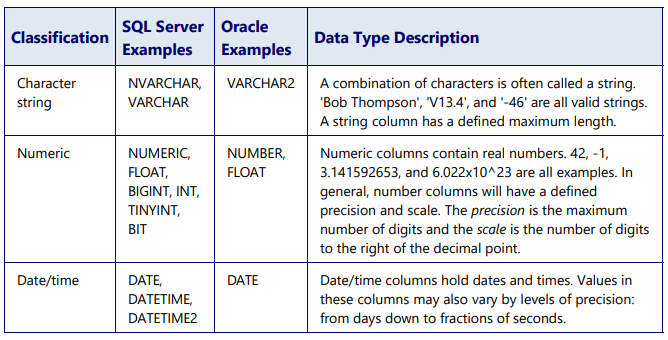 Classification
SQL Server
Examples
Oracle
Examples
Data Type Description
Character
string
NVARCHAR,
VARCHAR
VARCHAR2
A combination of characters is often called a string.
'Bob Thompson', 'V13.4', and '-46' are all valid strings.
A string column has a defined maximum length.
Numeric
NUMERIC,
FLOAT,
BIGINT, INT,
TINYINT,
BIT
NUMBER,
FLOAT
Numeric columns contain real numbers. 42, -1,
3.141592653, and 6.022x10^23 are all examples. In
general, number columns will have a defined
precision and scale. The precision is the maximum
number of digits and the scale is the number of digits
to the right of the decimal point.
Date/time
DATE,
DATETIME,
DATETIME2
DATE
Date/time columns hold dates and times. Values in
these columns may also vary by levels of precision:
from days down to fractions of seconds.